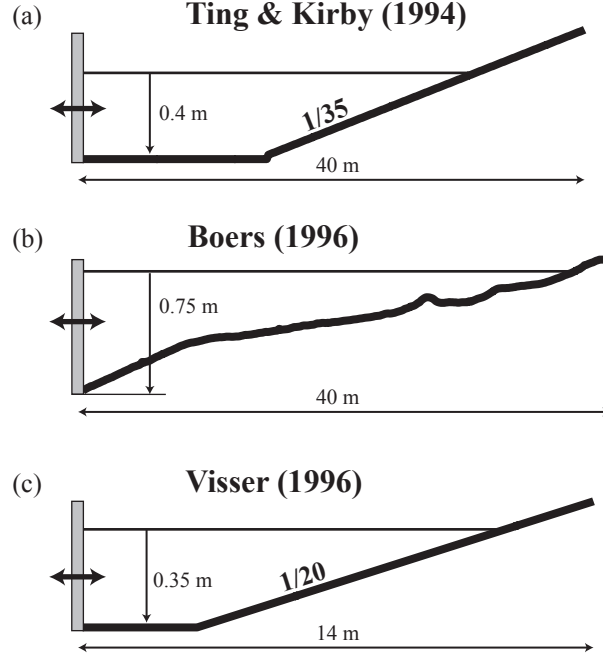 (a) Ting & Kirby (1994)
0.4 m
1/35
40 m
(b) Boers (1996)
0.75 m
40 m
(c) Visser (1996)
0.35 m
1/20
14 m